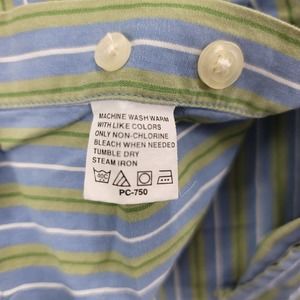 MACHINE WASH WARM
WITH LIKE COLORS
ONLY NON-CHLORINE
BLEACH WHEN NEEDED
TUMBLE DRY
STEAM IRON
PC-750